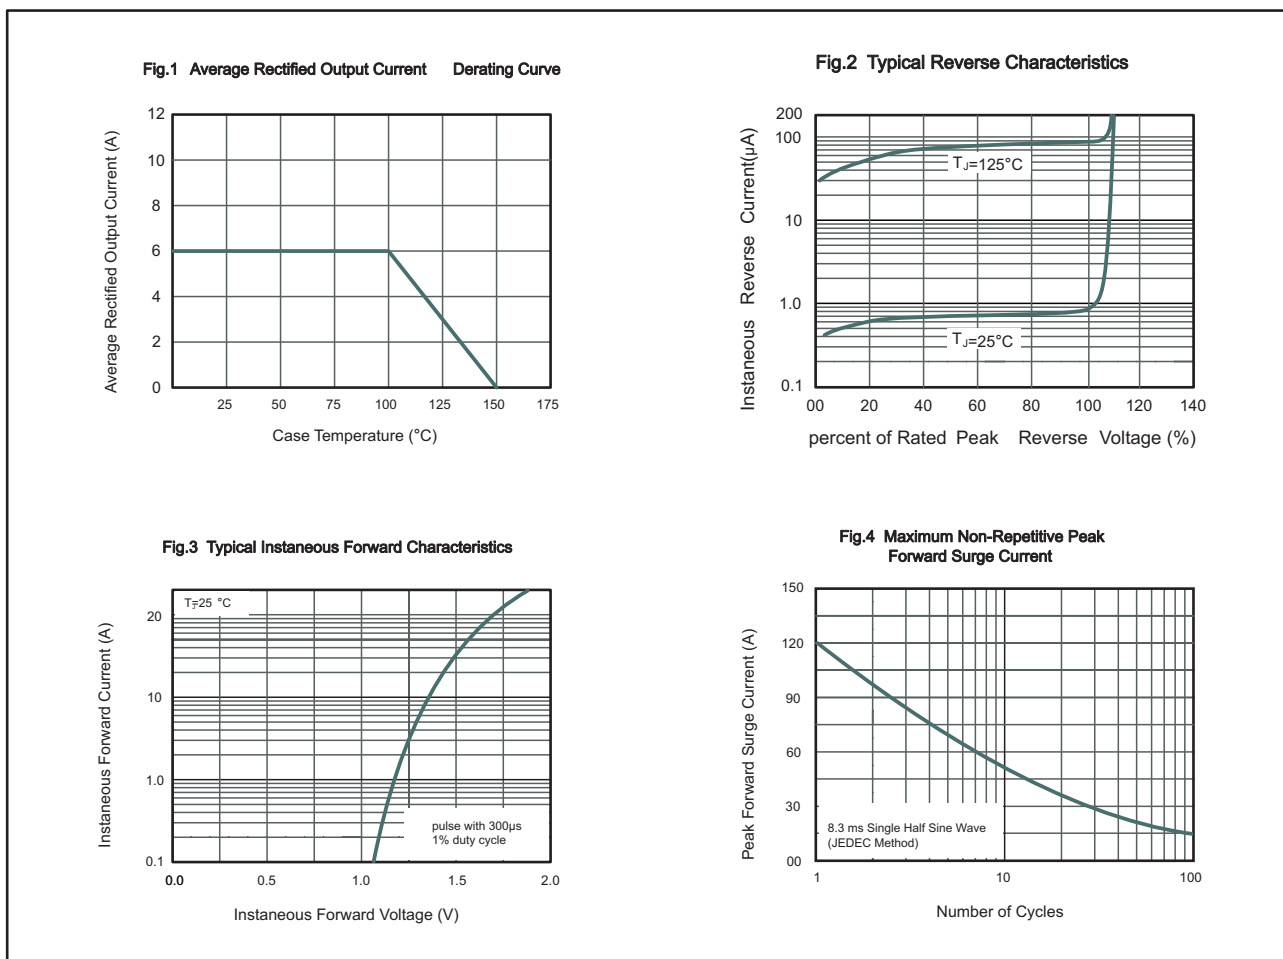 Fig.1 Average Rectified Output Current Derating Curve
Average Rectified Output Current (A)
12
10
8
6
4
2
0
25 50 75 100 125 150 175
Case Temperature (°C)
Fig.2 Typical Reverse Characteristics
Instaneous Reverse Current(μA)
200
100
10
1.0
0.1
TJ=125°C
TJ=25°C
00 20 40 60 80 100 120 140
percent of Rated Peak Reverse Voltage (%)
Fig.3 Typical Instaneous Forward Characteristics
Instaneous Forward Current (A)
TJ=25 °C
20
10
1.0
0.1
pulse with 300μs
1% duty cycle
0.0 0.5 1.0 1.5 2.0
Instaneous Forward Voltage (V)
Fig.4 Maximum Non-Repetitive Peak
Forward Surge Current
Peak Forward Surge Current (A)
150
120
90
60
30
00
8.3 ms Single Half Sine Wave
(JEDEC Method)
1 10 100
Number of Cycles